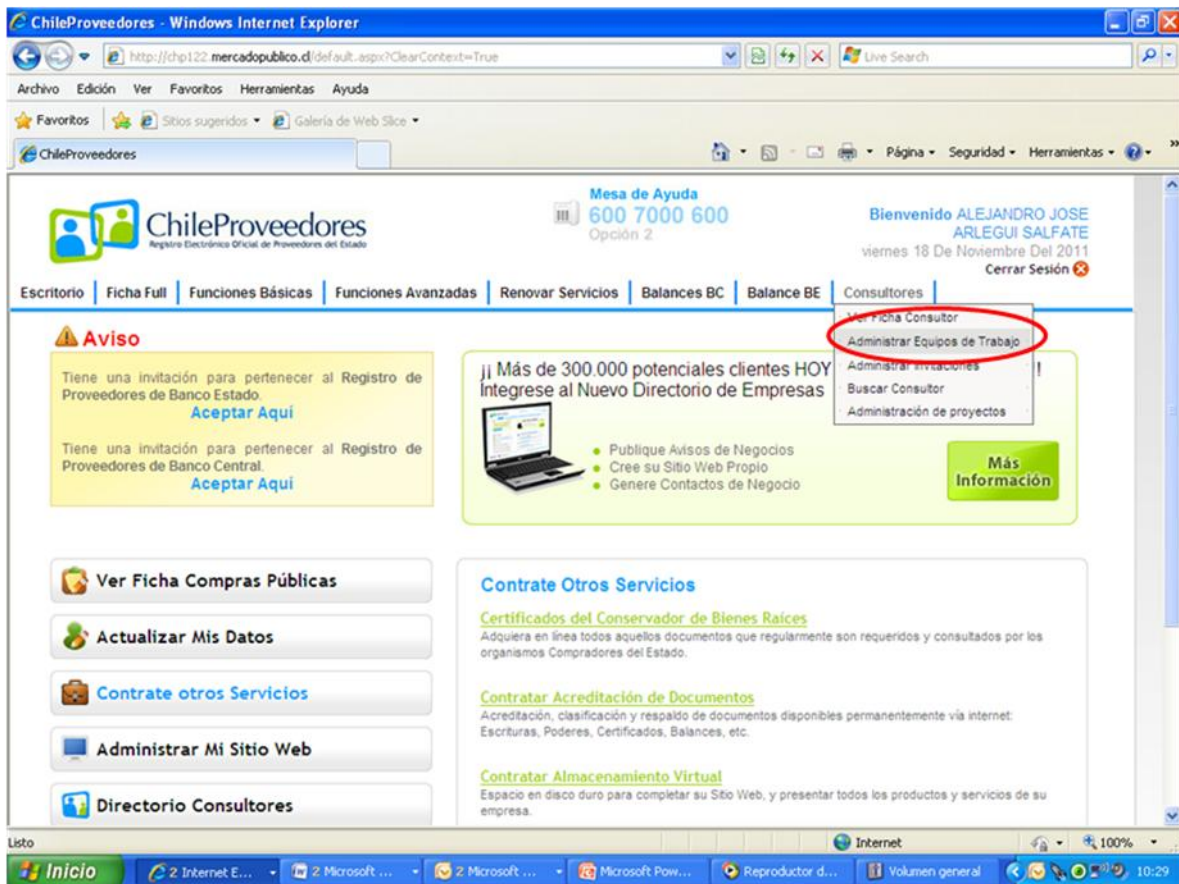 ChileProveedores - Windows Internet Explorer
http://chp122.mercadopublico.cl/default.aspx?ClearContext=True
Live Search
Archivo Edición Ver Favoritos Herramientas Ayuda
Favoritos Sitios sugeridos Galería de Web Slice
ChileProveedores
Página Seguridad Herramientas
ChileProveedores
Registro Electrónico Oficial de Proveedores del Estado
Mesa de Ayuda
600 7000 600
Opción 2
Bienvenido ALEJANDRO JOSE
ARLEGUI SALFATE
viernes 18 De Noviembre Del 2011
Cerrar Sesión
Escritorio Ficha Full Funciones Básicas Funciones Avanzadas Renovar Servicios Balances BC Balance BE Consultores
Ver Ficha Consultor
Administrar Equipos de Trabajo
Administrar Invitaciones
Buscar Consultor
Administración de proyectos
Aviso
Tiene una invitación para pertenecer al Registro de
Proveedores de Banco Estado.
Aceptar Aquí
Tiene una invitación para pertenecer al Registro de
Proveedores de Banco Central.
Aceptar Aquí
¡¡ Más de 300.000 potenciales clientes HOY !
Integrese al Nuevo Directorio de Empresas
Publique Avisos de Negocios
Cree su Sitio Web Propio
Genere Contactos de Negocio
Más
Información
Ver Ficha Compras Públicas
Actualizar Mis Datos
Contrate otros Servicios
Administrar Mi Sitio Web
Directorio Consultores
Contrate Otros Servicios
Certificados del Conservador de Bienes Raíces
Adquiera en línea todos aquellos documentos que regularmente son requeridos y consultados por los
organismos Compradores del Estado.
Contratar Acreditación de Documentos
Acreditación, clasificación y respaldo de documentos disponibles permanentemente vía internet:
Escrituras, Poderes, Certificados, Balances, etc.
Contratar Almacenamiento Virtual
Espacio en disco duro para completar su Sitio Web, y presentar todos los productos y servicios de su
empresa.
Listo
Internet
100%
Inicio
2 Internet E...
2 Microsoft ...
2 Microsoft ...
Microsoft Pow...
Reproductor d...
Volumen general
10:29